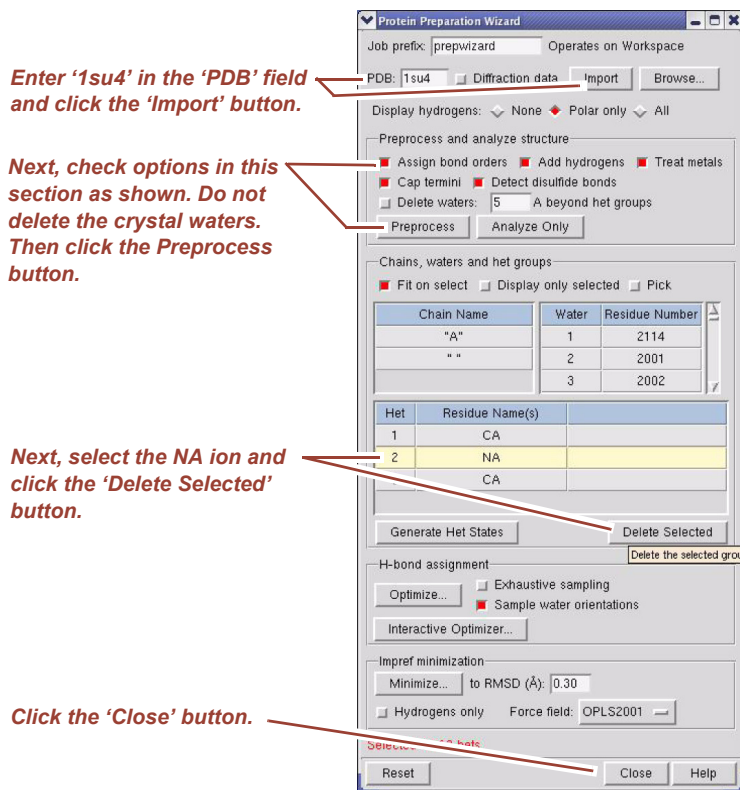 Protein Preparation Wizard
Job prefix: prepwizard Operates on Workspace
Enter ‘1su4’ in the ‘PDB’ field
and click the ‘Import’ button.
PDB: 1su4 Diffraction data Import Browse...
Display hydrogens: None Polar only All
Next, check options in this
section as shown. Do not
delete the crystal waters.
Then click the Preprocess
button.
Preprocess and analyze structure
Assign bond orders Add hydrogens Treat metals
Cap termini Detect disulfide bonds
Delete waters: 5 A beyond het groups
Preprocess Analyze Only
Chains, waters and het groups
Fit on select Display only selected Pick
Chain Name Water Residue Number
"A" 1 2114
" " 2 2001
3 2002
Het Residue Name(s)
1 CA
2 NA
CA
Next, select the NA ion and
click the ‘Delete Selected’
button.
Generate Het States Delete Selected
Delete the selected grou
H-bond assignment
Optimize... Exhaustive sampling
Sample water orientations
Interactive Optimizer...
Impref minimization
Minimize... to RMSD (Å): 0.30
Hydrogens only Force field: OPLS2001
Click the ‘Close’ button.
Reset Close Help